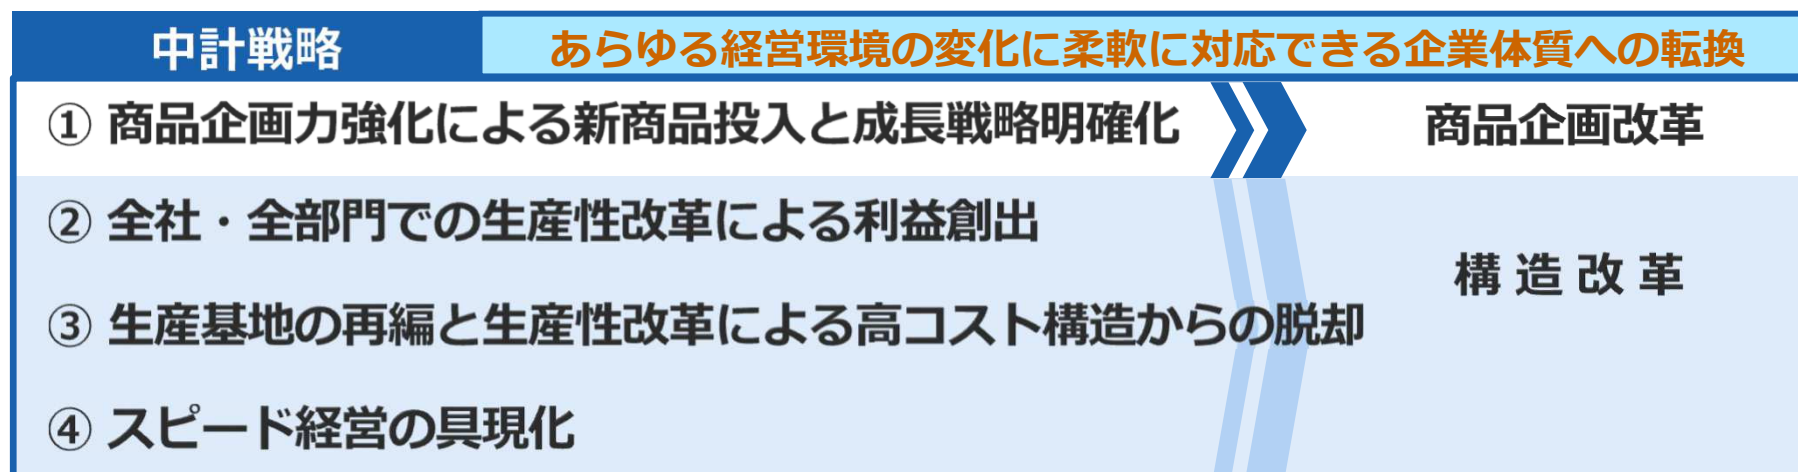 中計戦略
あらゆる経営環境の変化に柔軟に対応できる企業体質への転換
① 商品企画力強化による新商品投入と成長戦略明確化
商品企画改革
② 全社・全部門での生産性改革による利益創出
構造改革
③ 生産基地の再編と生産性改革による高コスト構造からの脱却
④ スピード経営の具現化